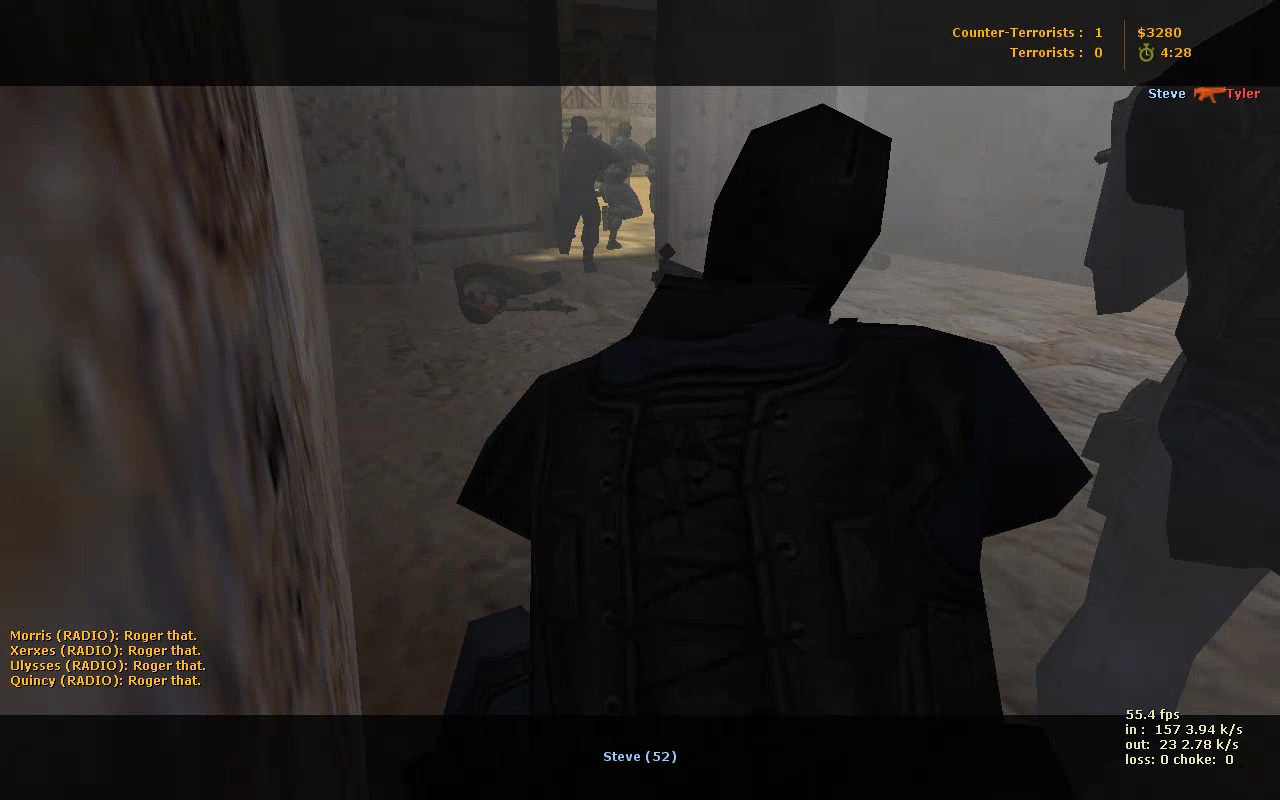 Counter-Terrorists : 1 $3280
Terrorists : 0 4:28
Steve Tyler
Morris (RADIO): Roger that.
Xerxes (RADIO): Roger that.
Ulysses (RADIO): Roger that.
Quincy (RADIO): Roger that.
55.4 fps
in : 157 3.94 k/s
out: 23 2.78 k/s
loss: 0 choke: 0
Steve (52)